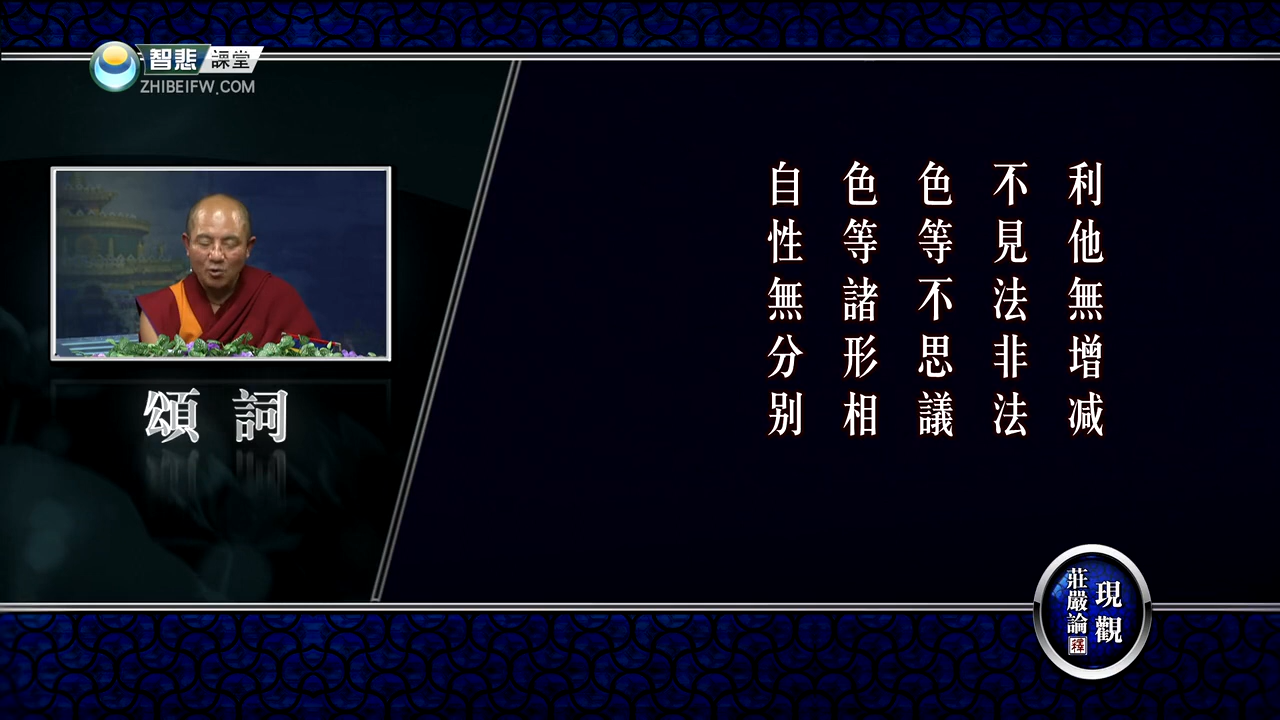 智悲課堂
ZHIBEIFW.COM
頌詞
利他無增減
不見法非法
色等不思議
色等諸形相
自性無分別
現觀
莊嚴論釋